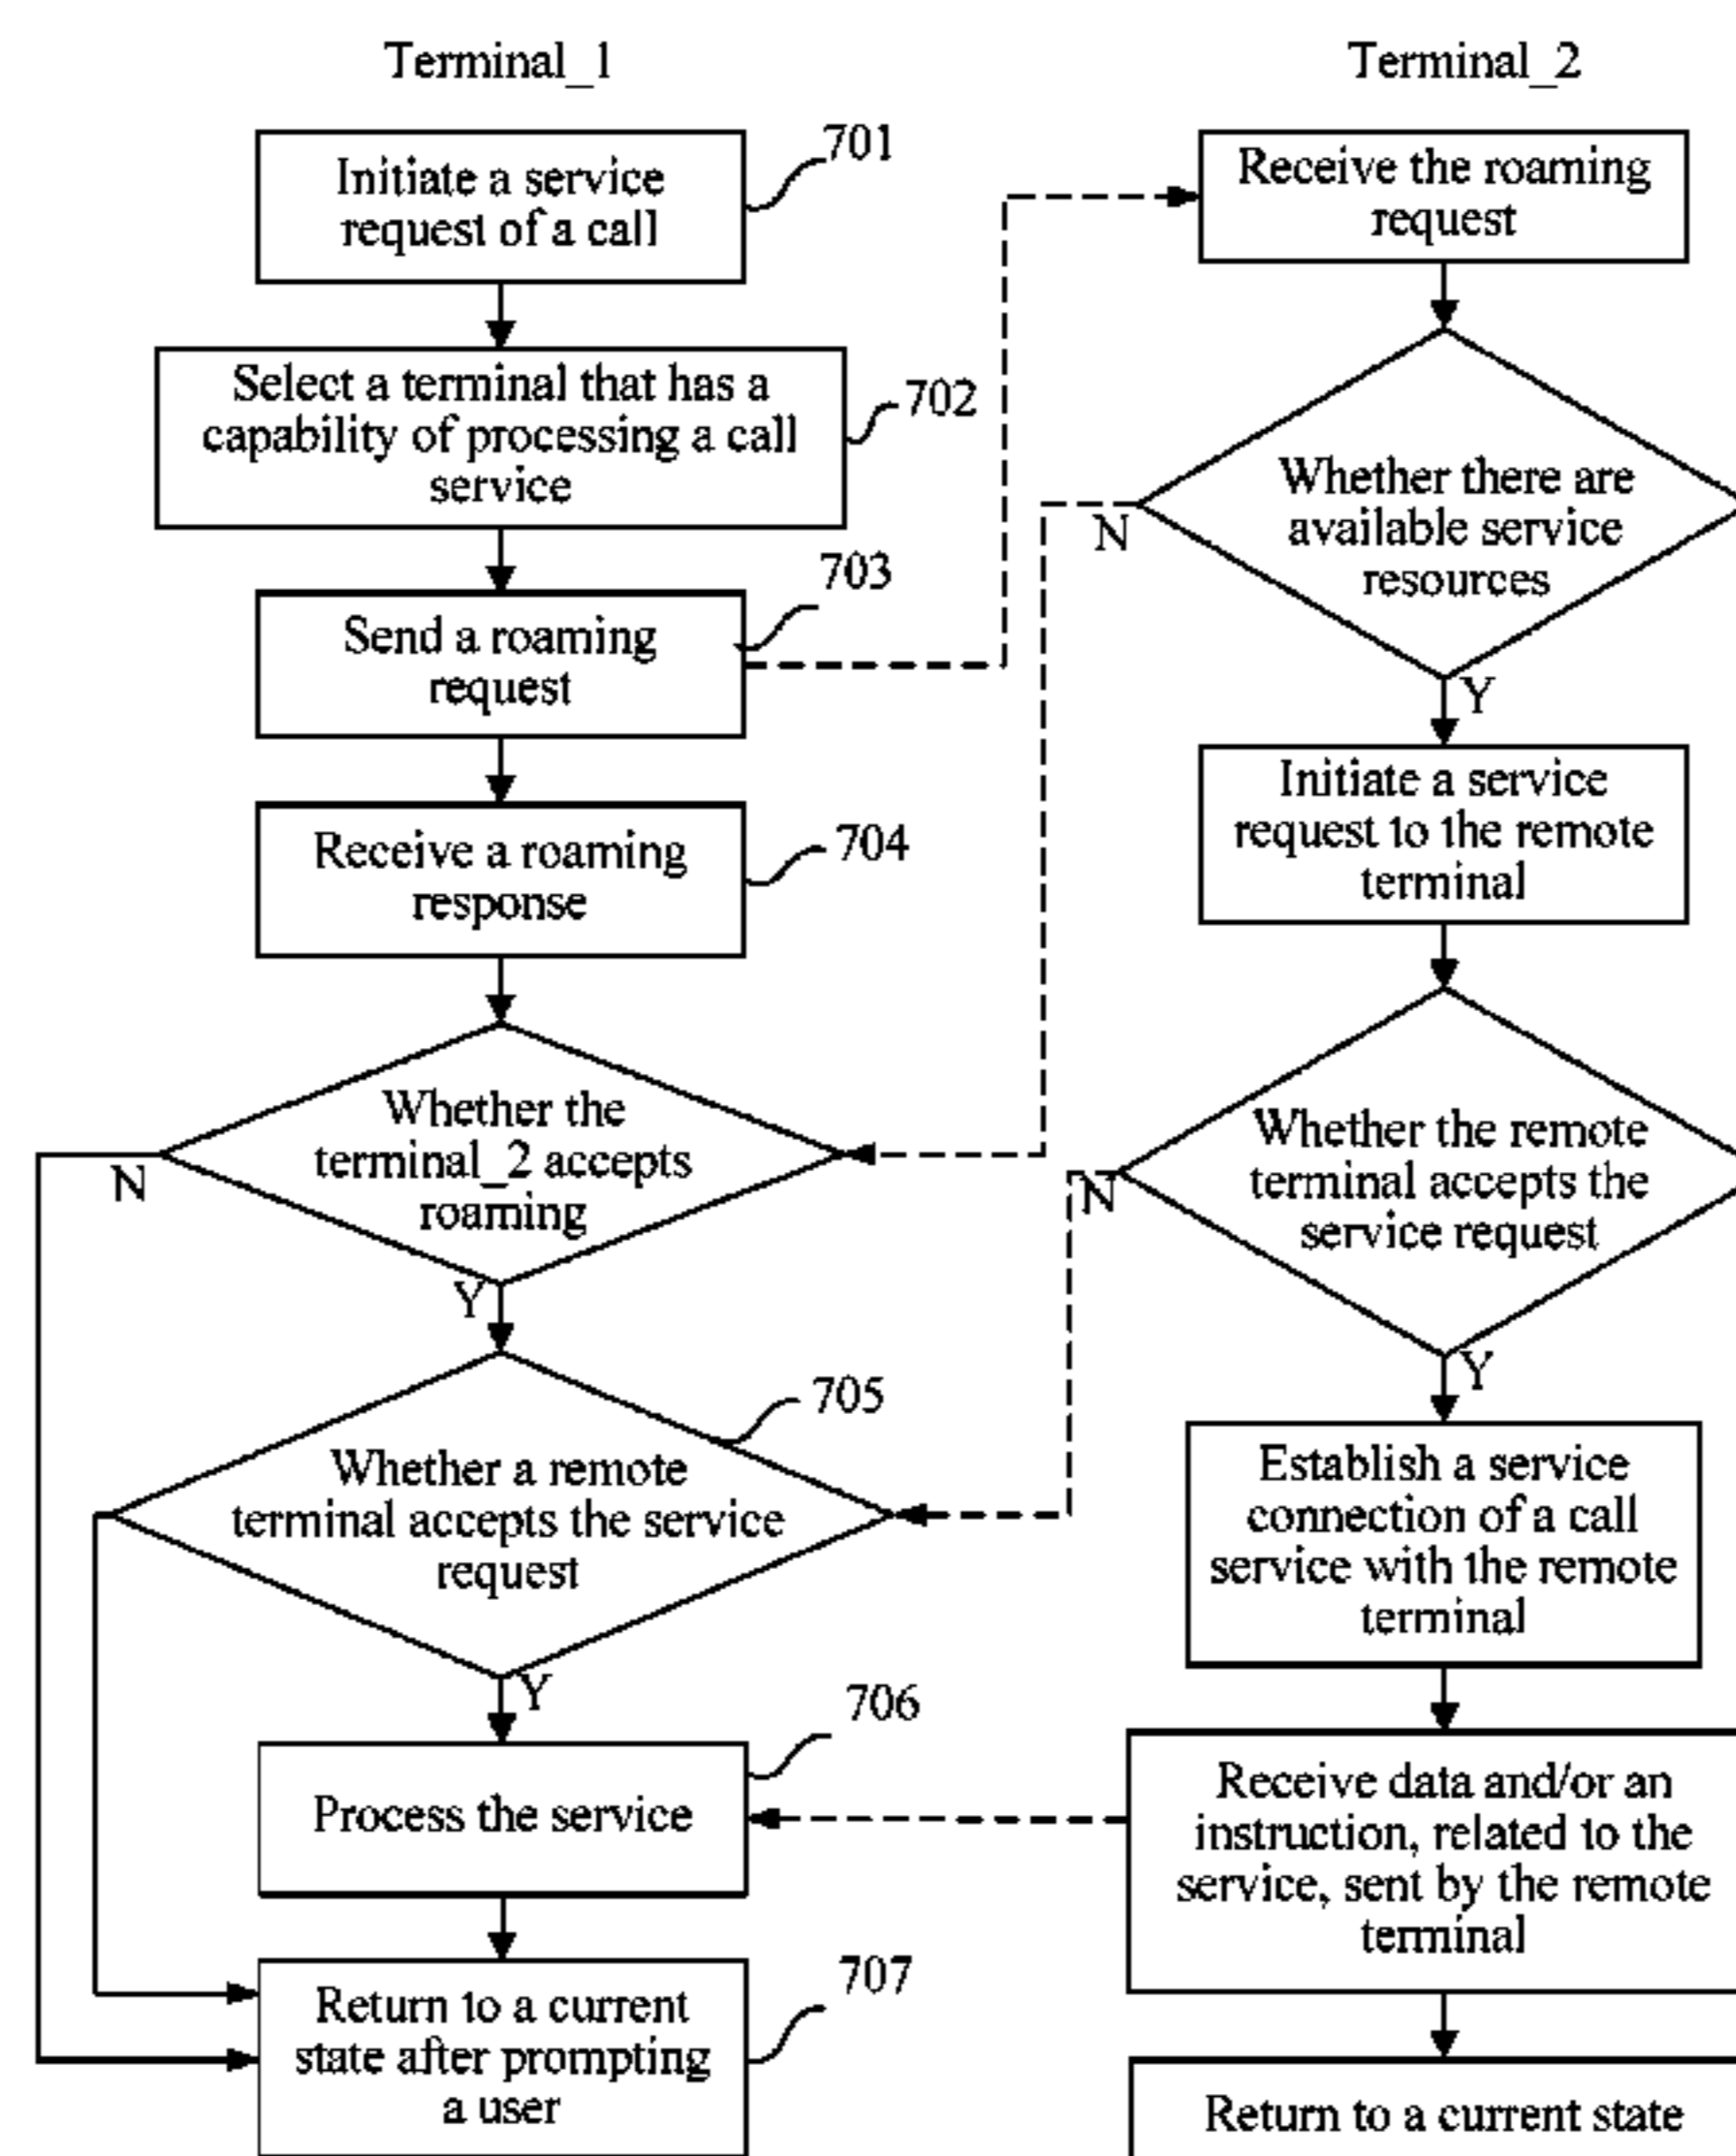 Terminal_1
Initiate a service
request of a call
701
Select a terminal that has a
capability of processing a call
service
702
Send a roaming
request
703
Receive a roaming
response
704
Whether the
terminal_2 accepts
roaming
N
Y
705
Whether a remote
terminal accepts the service
request
Y
706
Process the service
707
Return to a current
state after prompting
a user
Terminal_2
Receive the roaming
request
Whether there are
available service
resources
N
Y
Initiate a service
request to the remote
terminal
Whether the remote
terminal accepts the
service request
N
Y
Establish a service
connection of a call
service with the remote
terminal
Receive data and/or an
instruction, related to the
service, sent by the remote
terminal
Return to a current state